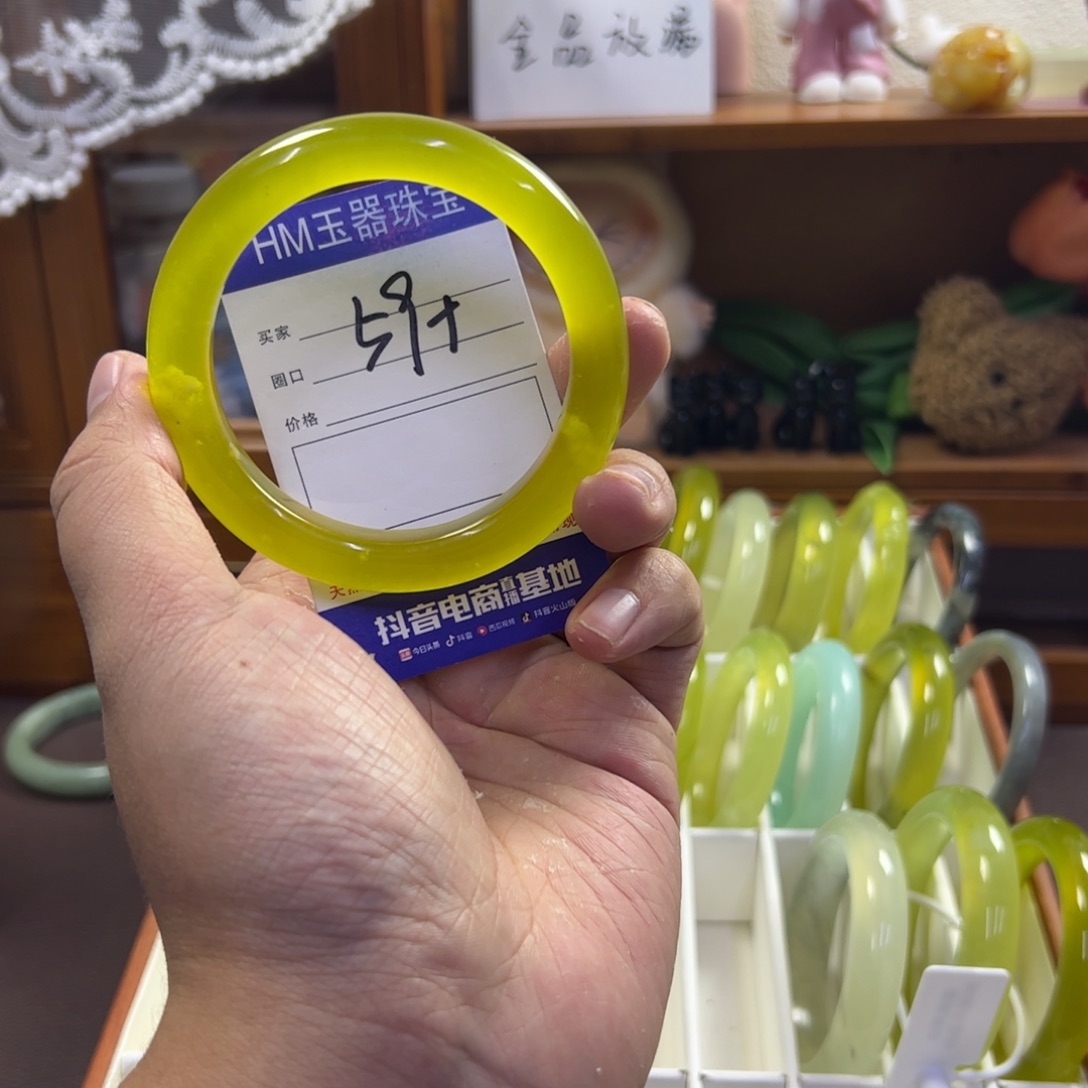 全品放漏
HM玉器珠宝
59+
买家
圈口
价格
抖音电商直播基地
今日头条 抖音 西瓜视频 抖音火山版